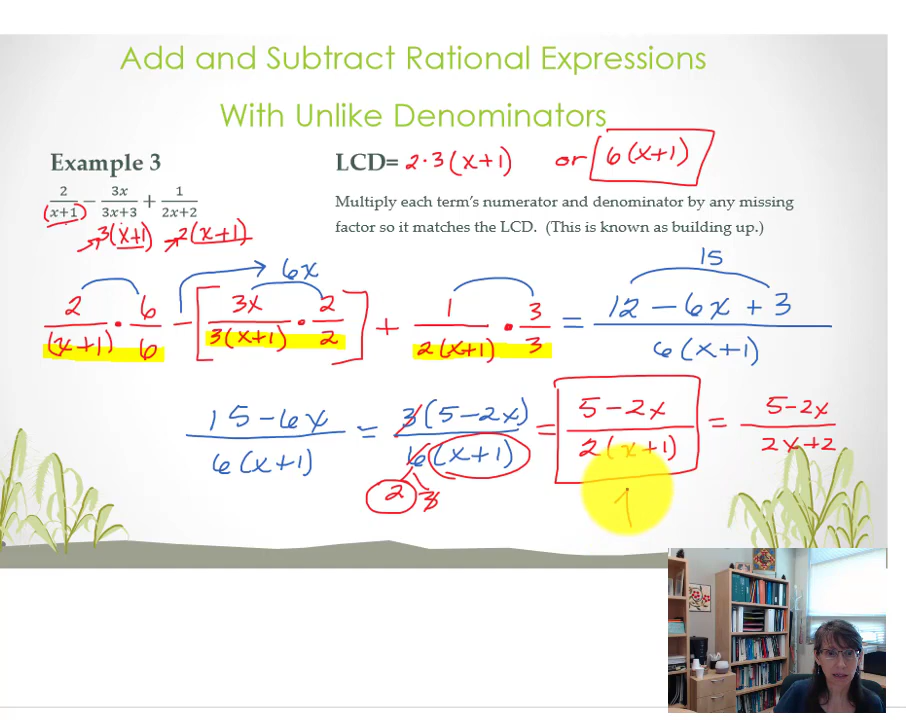 Add and Subtract Rational Expressions
With Unlike Denominators
Example 3
LCD= 2·3(x+1) or 6(x+1)
2/(x+1) − 3x/3x+3 + 1/2x+2
3(x+1) 2(x+1)
Multiply each term's numerator and denominator by any missing
factor so it matches the LCD. (This is known as building up.)
6x 15
2/(x+1) · 6/6 − [3x/3(x+1) · 2/2] + 1/2(x+1) · 3/3 = 12 − 6x + 3/6(x+1)
15−6x/6(x+1) = 3(5−2x)/6(x+1) = 5−2x/2(x+1) = 5−2x/2x+2
2 3